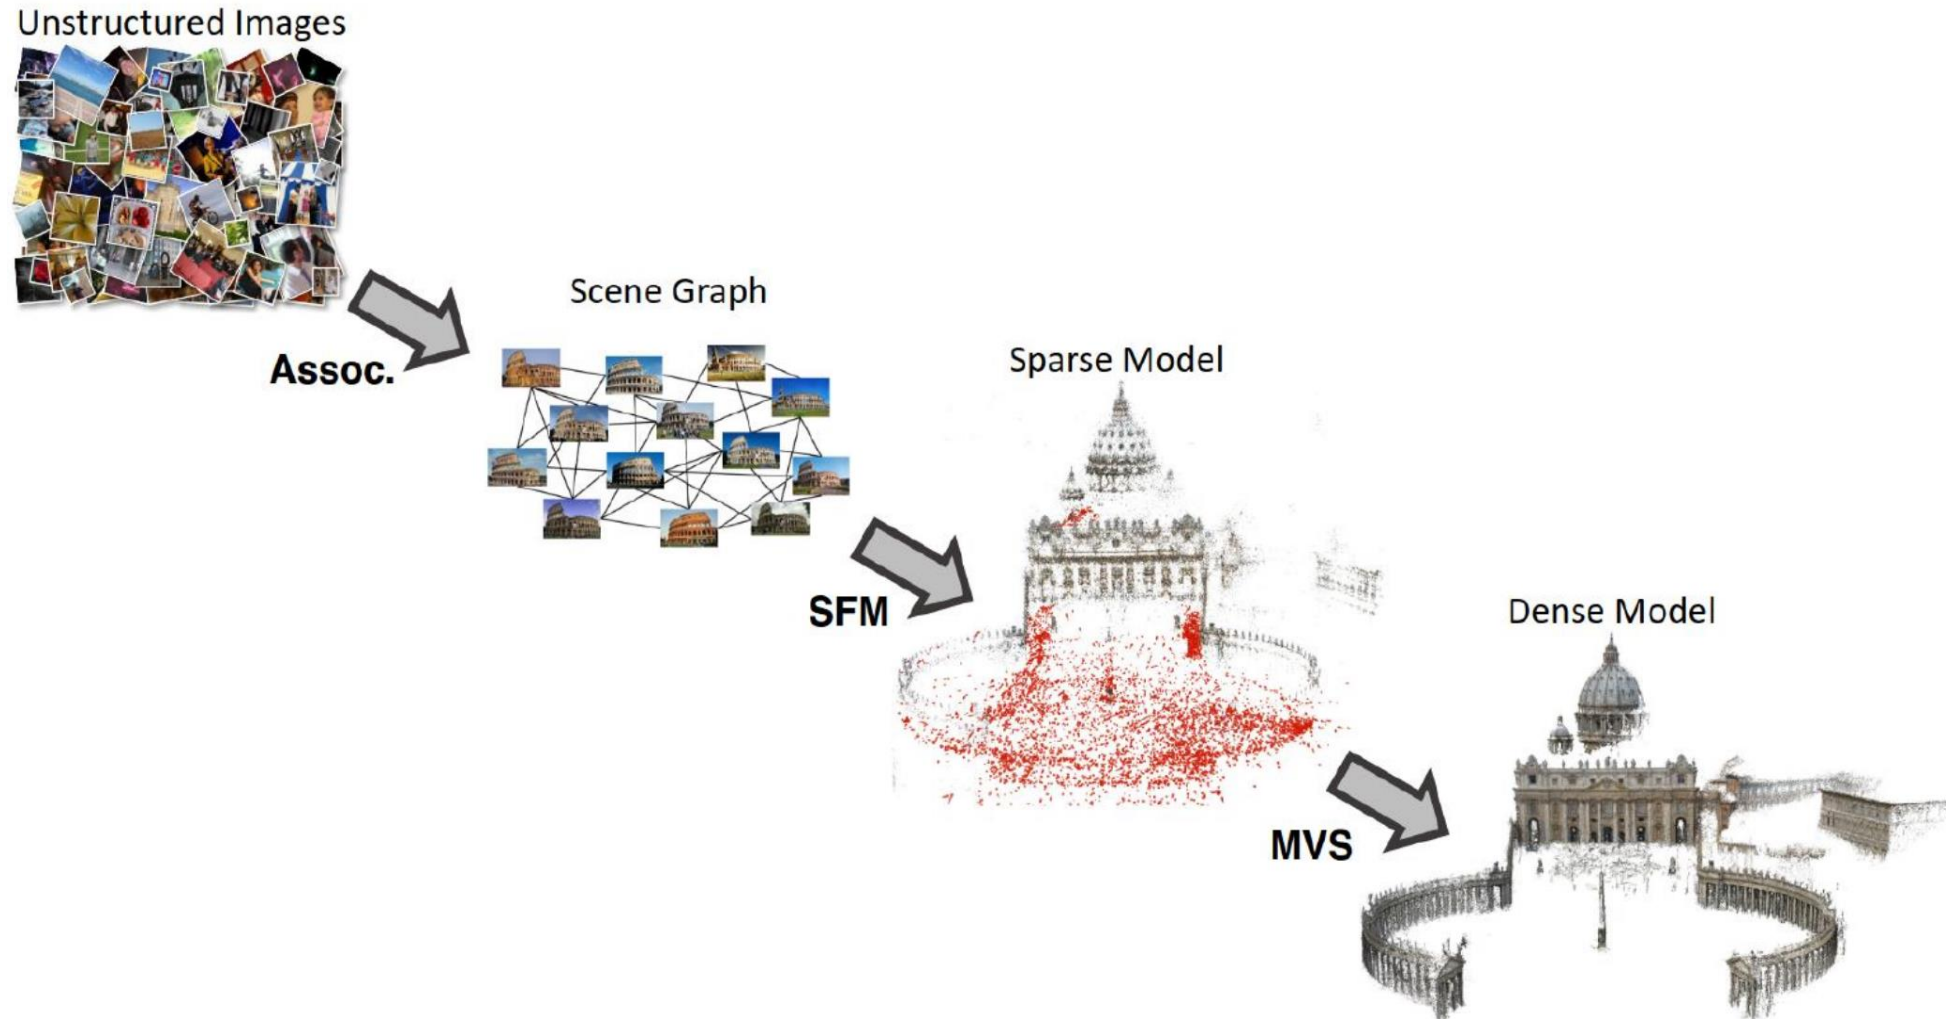 Unstructured Images
Assoc.
Scene Graph
SFM
Sparse Model
MVS
Dense Model